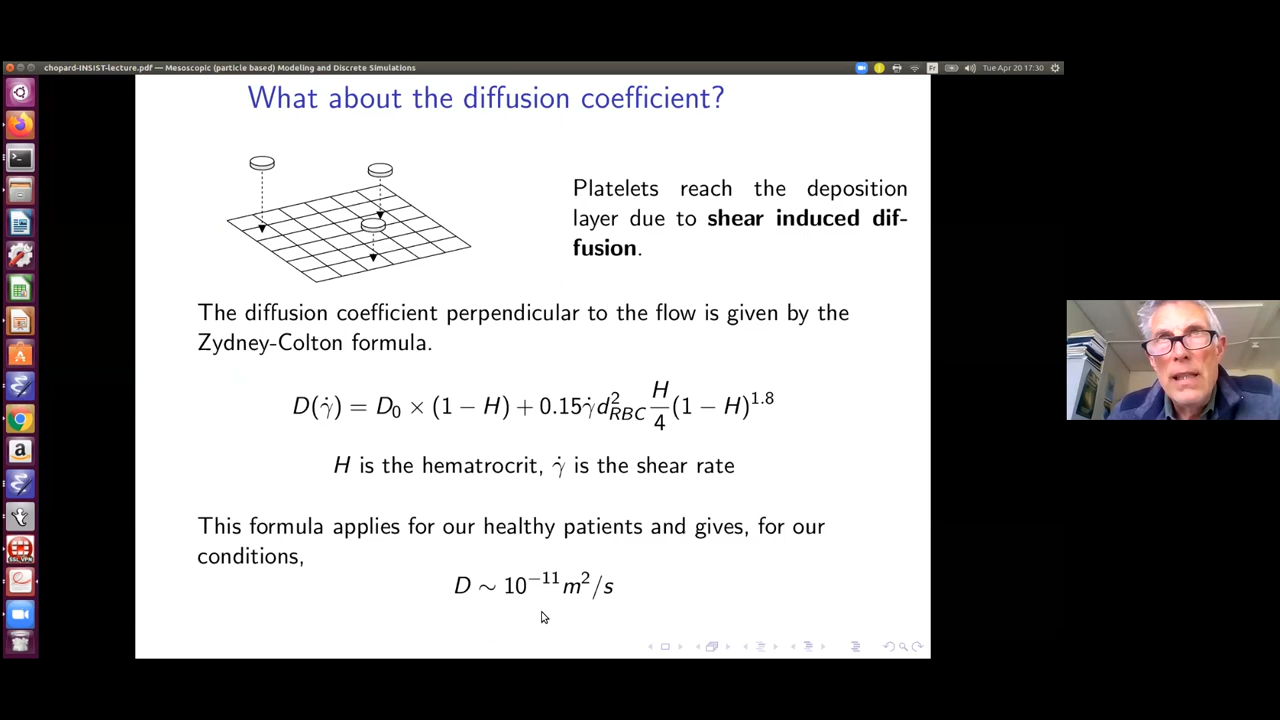 chopard-INSIST-lecture.pdf — Mesoscopic (particle based) Modeling and Discrete Simulations
Fr
Tue Apr 20 17:30
What about the diffusion coefficient?
Platelets reach the deposition
layer due to shear induced dif-
fusion.
The diffusion coefficient perpendicular to the flow is given by the
Zydney-Colton formula.
D(γ̇) = D₀ × (1 − H) + 0.15γ̇d²_RBC H/4 (1 − H)^1.8
H is the hematrocrit, γ̇ is the shear rate
This formula applies for our healthy patients and gives, for our
conditions,
D ∼ 10⁻¹¹m²/s
SSL VPN